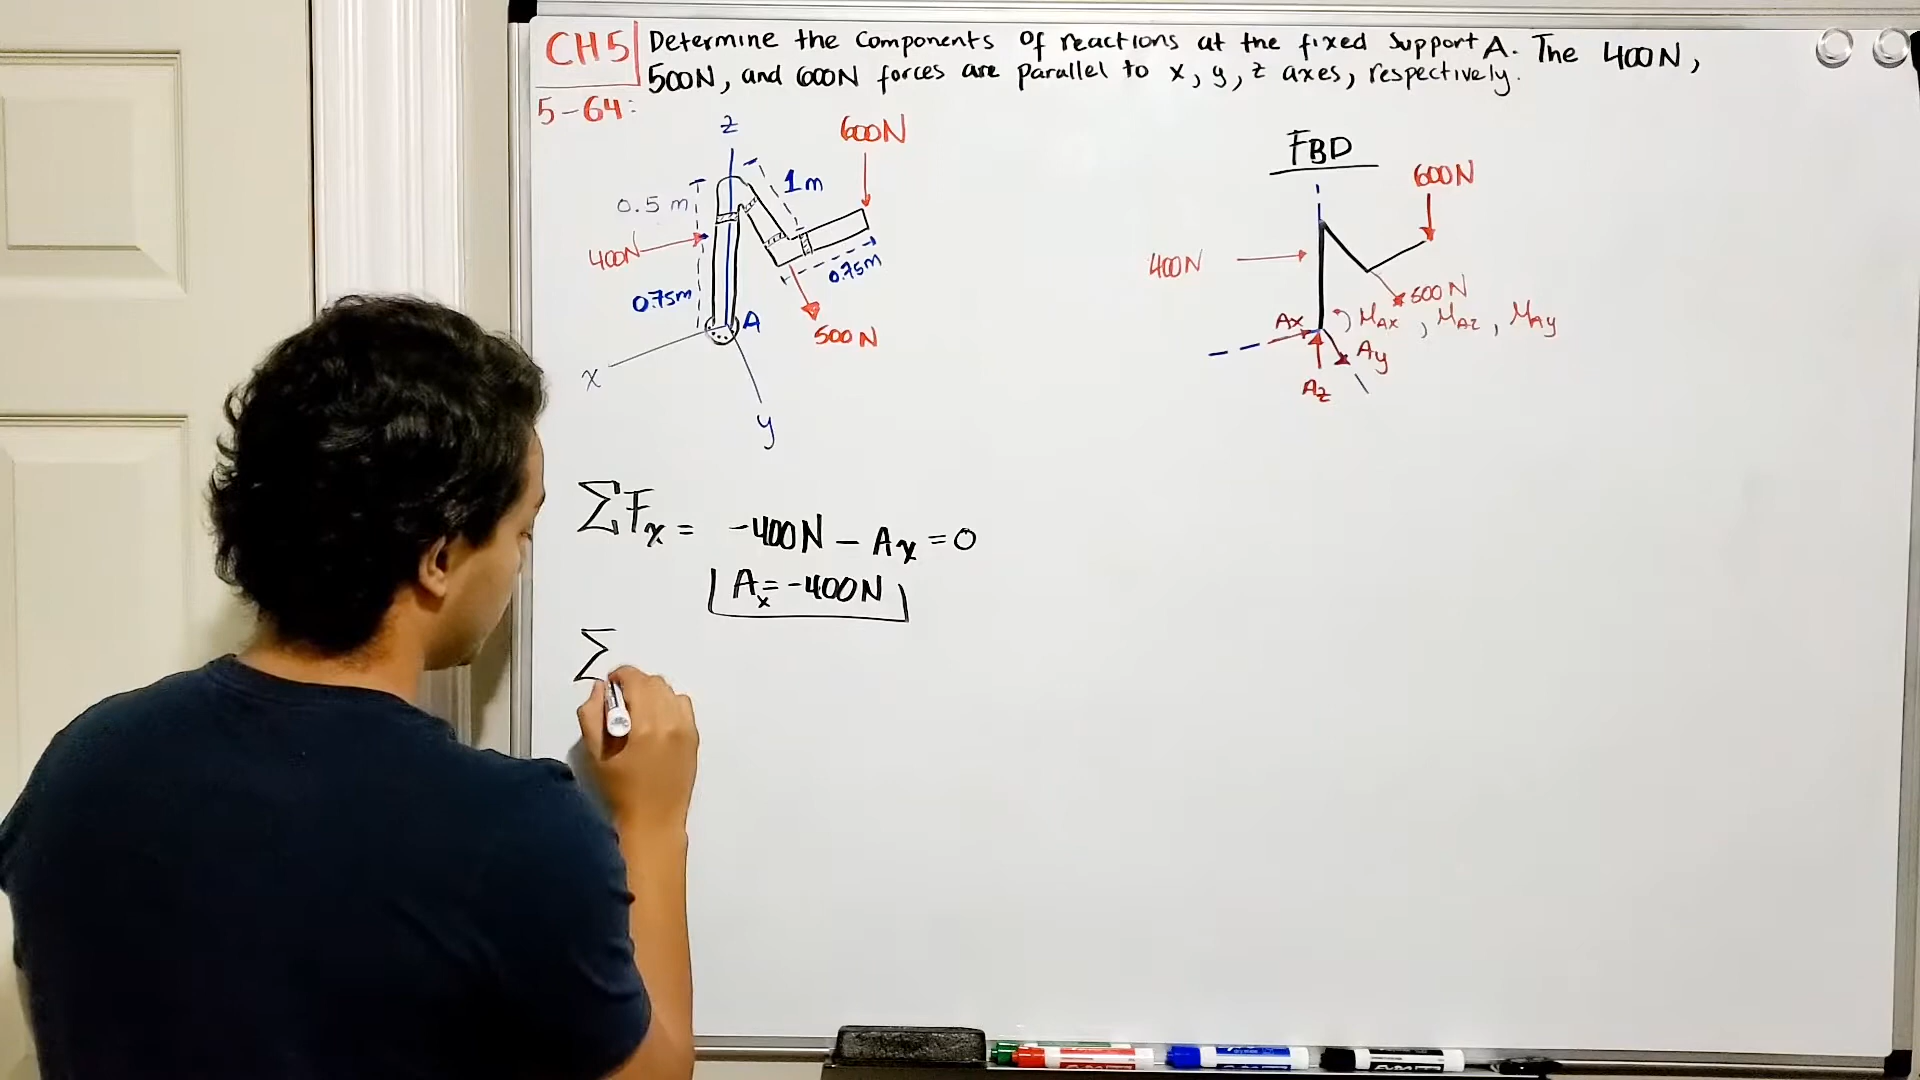 CH5
Determine the components of reactions at the fixed support A. The 400N,
500N, and 600N forces are parallel to x, y, z axes, respectively.
5-64:
z
600N
1m
0.5 m
400N
0.75m
0.75m
A
500N
x
y
FBD
600N
400N
500N
Ax
MAx, MAz, MAy
Ay
Az
ΣFx = -400N - Ax = 0
Ax = -400N
Σ